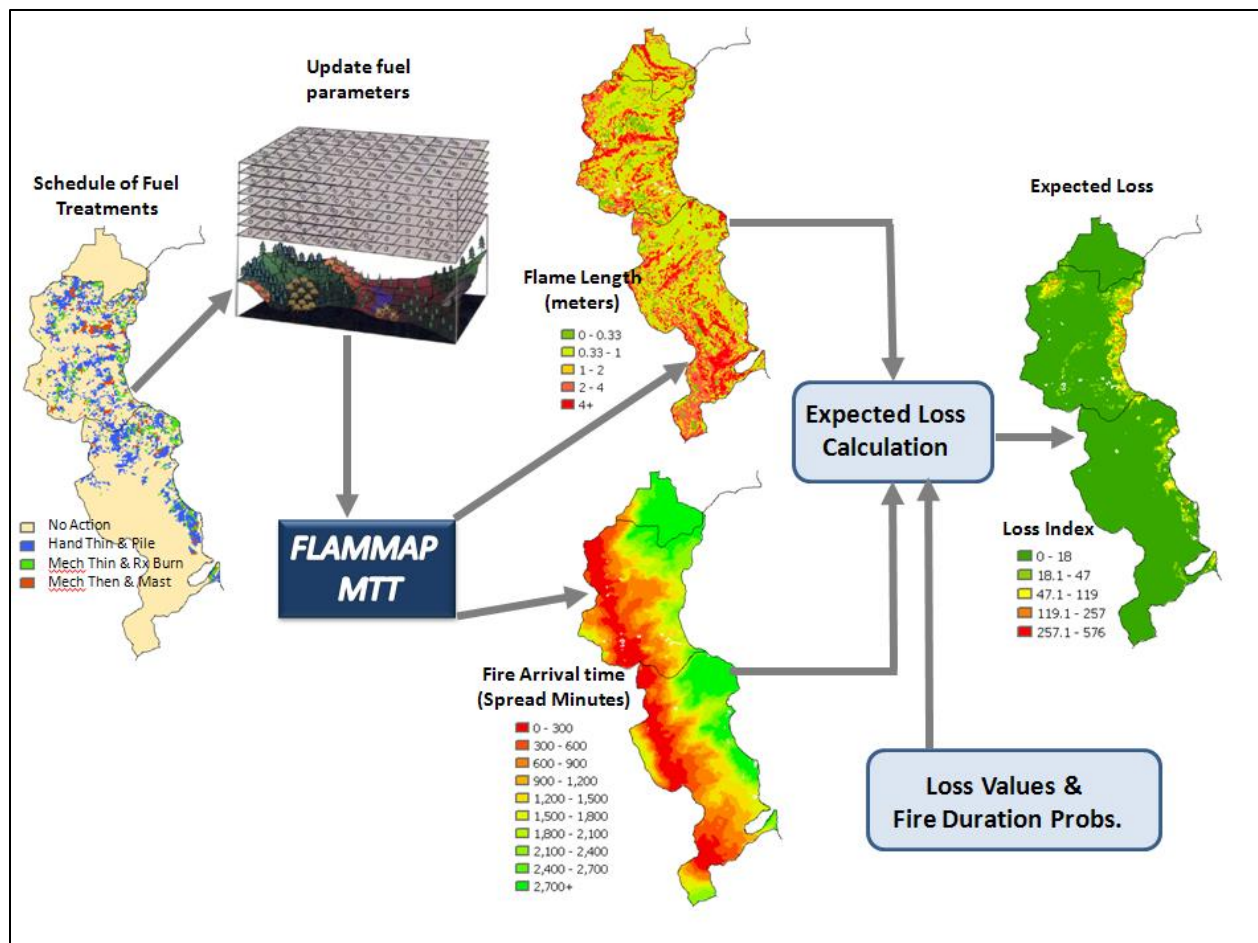 Update fuel
parameters
Schedule of Fuel
Treatments
No Action
Hand Thin & Pile
Mech Thin & Rx Burn
Mech Then & Mast
FLAMMAP
MTT
Flame Length
(meters)
0 - 0.33
0.33 - 1
1 - 2
2 - 4
4+
Fire Arrival time
(Spread Minutes)
0 - 300
300 - 600
600 - 900
900 - 1,200
1,200 - 1,500
1,500 - 1,800
1,800 - 2,100
2,100 - 2,400
2,400 - 2,700
2,700+
Expected Loss
Calculation
Loss Values &
Fire Duration Probs.
Expected Loss
Loss Index
0 - 18
18.1 - 47
47.1 - 119
119.1 - 257
257.1 - 576